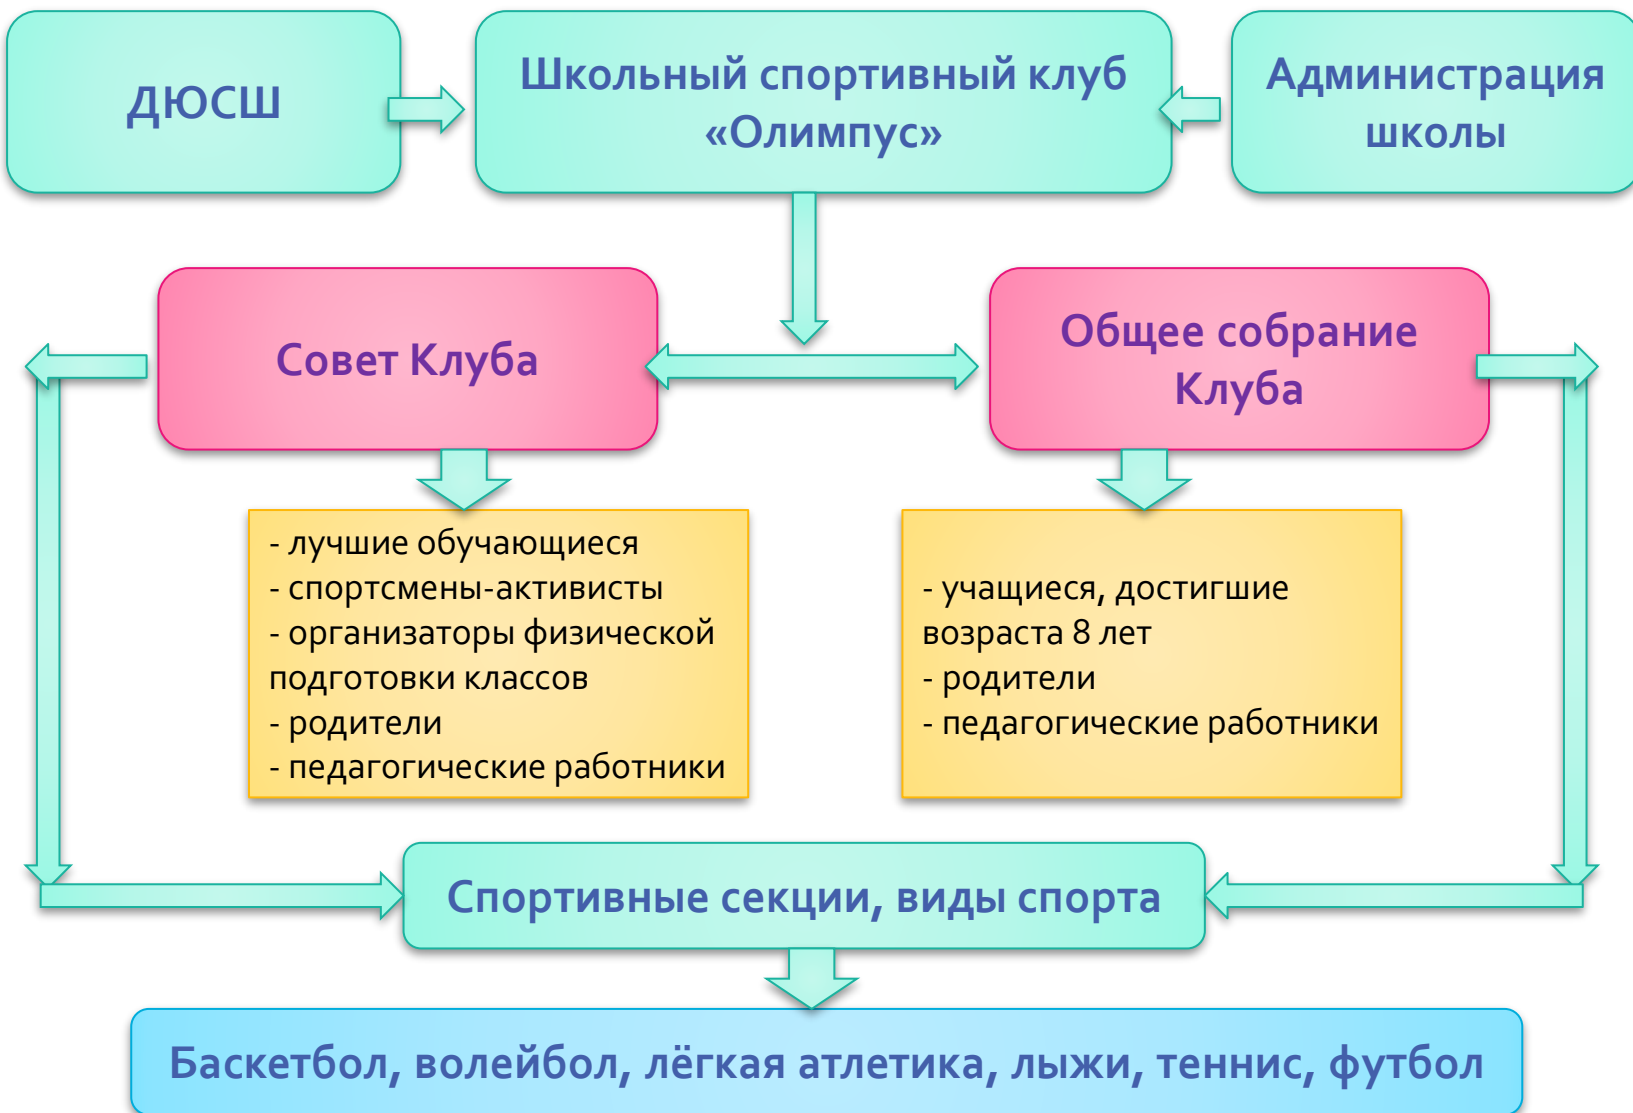 ДЮСШ
Школьный спортивный клуб
«Олимпус»
Администрация
школы
Совет Клуба
Общее собрание
Клуба
- лучшие обучающиеся
- спортсмены-активисты
- организаторы физической
подготовки классов
- родители
- педагогические работники
- учащиеся, достигшие
возраста 8 лет
- родители
- педагогические работники
Спортивные секции, виды спорта
Баскетбол, волейбол, лёгкая атлетика, лыжи, теннис, футбол